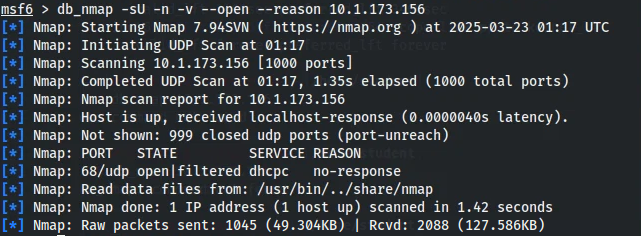 msf6 > db_nmap -sU -n -v --open --reason 10.1.173.156
[*] Nmap: Starting Nmap 7.94SVN ( https://nmap.org ) at 2025-03-23 01:17 UTC
[*] Nmap: Initiating UDP Scan at 01:17
[*] Nmap: Scanning 10.1.173.156 [1000 ports]
[*] Nmap: Completed UDP Scan at 01:17, 1.35s elapsed (1000 total ports)
[*] Nmap: Nmap scan report for 10.1.173.156
[*] Nmap: Host is up, received localhost-response (0.0000040s latency).
[*] Nmap: Not shown: 999 closed udp ports (port-unreach)
[*] Nmap: PORT   STATE         SERVICE REASON
[*] Nmap: 68/udp open|filtered dhcpc   no-response
[*] Nmap: Read data files from: /usr/bin/../share/nmap
[*] Nmap: Nmap done: 1 IP address (1 host up) scanned in 1.42 seconds
[*] Nmap: Raw packets sent: 1045 (49.304KB) | Rcvd: 2088 (127.586KB)